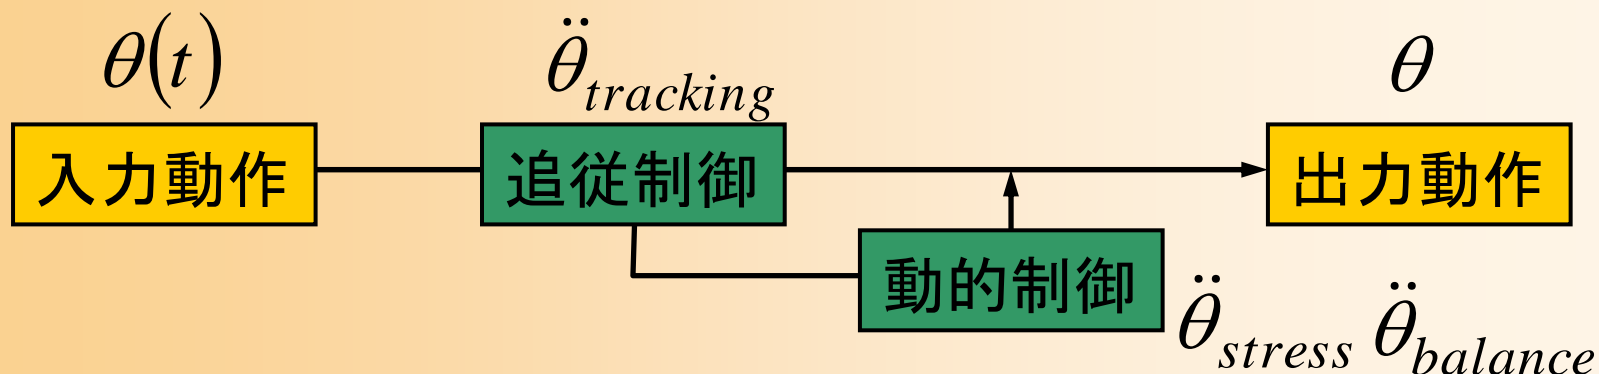 θ(t)
θ̈tracking
θ
入力動作
追従制御
出力動作
動的制御
θ̈stress θ̈balance